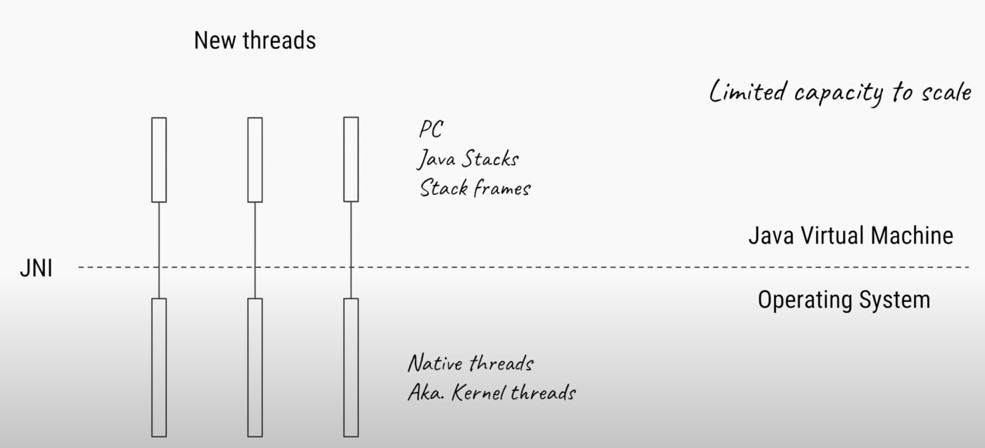 New threads
Limited capacity to scale
PC
Java Stacks
Stack frames
Java Virtual Machine
JNI
Operating System
Native threads
Aka. Kernel threads